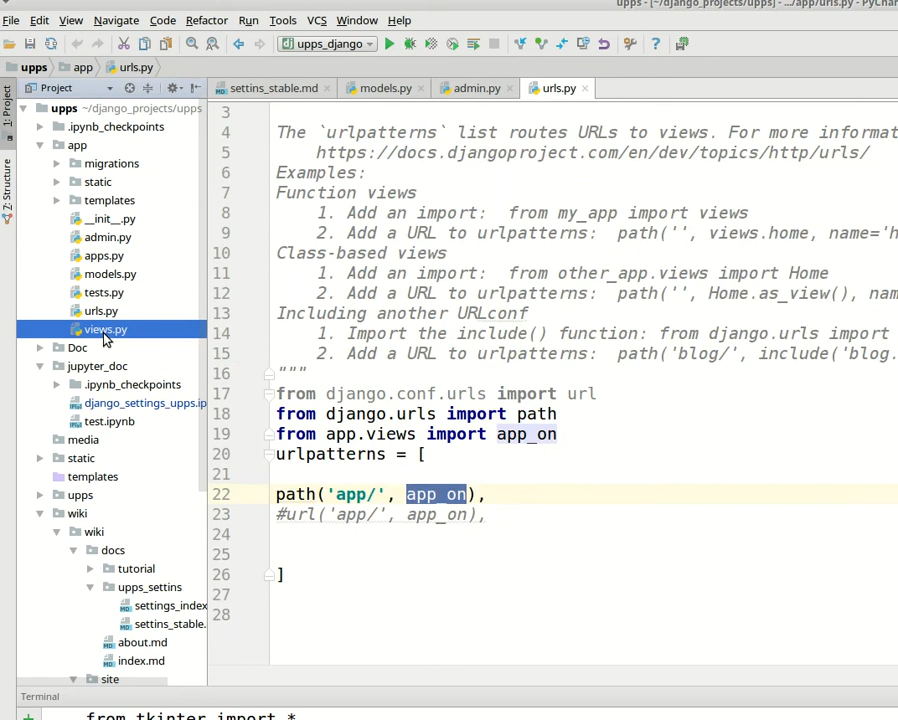 upps - [~/django_projects/upps] - .../app/urls.py - PyChar
File Edit View Navigate Code Refactor Run Tools VCS Window Help
upps_django
upps app urls.py
Project
settins_stable.md models.py admin.py urls.py
1: Project
Z: Structure
upps ~/django_projects/upps
.ipynb_checkpoints
app
migrations
static
templates
__init__.py
admin.py
apps.py
models.py
tests.py
urls.py
views.py
Doc
jupyter_doc
.ipynb_checkpoints
django_settings_upps.ip
test.ipynb
media
static
templates
upps
wiki
wiki
docs
tutorial
upps_settins
settings_index
settins_stable.
about.md
index.md
site
3
4 The `urlpatterns` list routes URLs to views. For more informat
5 https://docs.djangoproject.com/en/dev/topics/http/urls/
6 Examples:
7 Function views
8 1. Add an import:  from my_app import views
9 2. Add a URL to urlpatterns:  path('', views.home, name='h
10 Class-based views
11 1. Add an import:  from other_app.views import Home
12 2. Add a URL to urlpatterns:  path('', Home.as_view(), nam
13 Including another URLconf
14 1. Import the include() function: from django.urls import
15 2. Add a URL to urlpatterns:  path('blog/', include('blog.
16 """
17 from django.conf.urls import url
18 from django.urls import path
19 from app.views import app_on
20 urlpatterns = [
21
22 path('app/', app_on),
23 #url('app/', app_on),
24
25
26 ]
27
28
Terminal
from tkinter import *